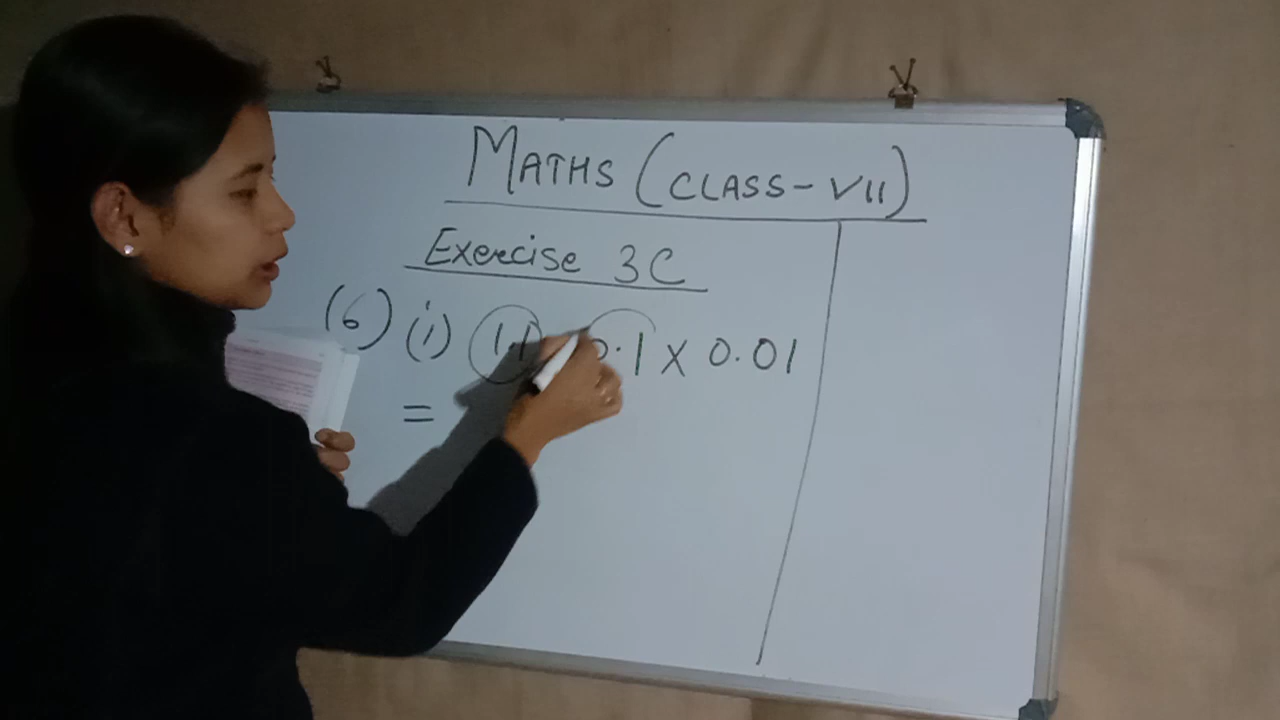 MATHS (CLASS-VII)
Exercise 3C
(6) (i) 1.1 0.1 x 0.01
=